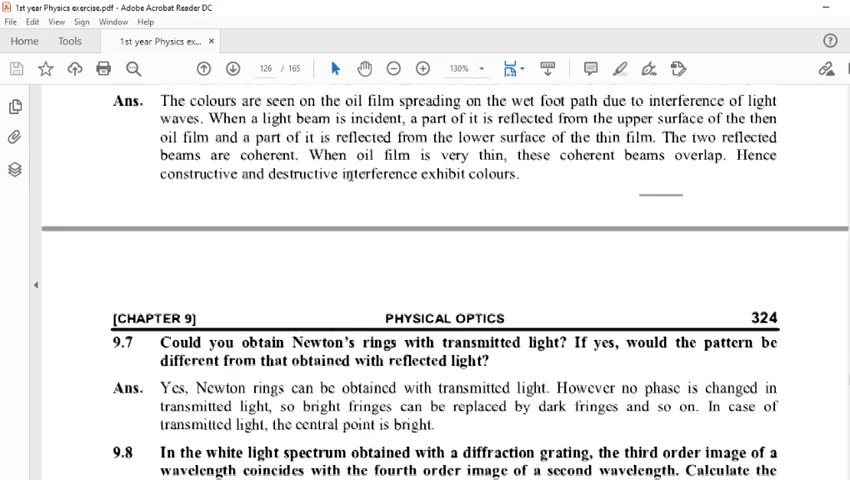 1st year Physics exercise.pdf - Adobe Acrobat Reader DC
File Edit View Sign Window Help
Home Tools 1st year Physics ex... ×
126 / 165 130%
Ans. The colours are seen on the oil film spreading on the wet foot path due to interference of light
waves. When a light beam is incident, a part of it is reflected from the upper surface of the then
oil film and a part of it is reflected from the lower surface of the thin film. The two reflected
beams are coherent. When oil film is very thin, these coherent beams overlap. Hence
constructive and destructive interference exhibit colours.
[CHAPTER 9] PHYSICAL OPTICS 324
9.7 Could you obtain Newton's rings with transmitted light? If yes, would the pattern be
different from that obtained with reflected light?
Ans. Yes, Newton rings can be obtained with transmitted light. However no phase is changed in
transmitted light, so bright fringes can be replaced by dark fringes and so on. In case of
transmitted light, the central point is bright.
9.8 In the white light spectrum obtained with a diffraction grating, the third order image of a
wavelength coincides with the fourth order image of a second wavelength. Calculate the